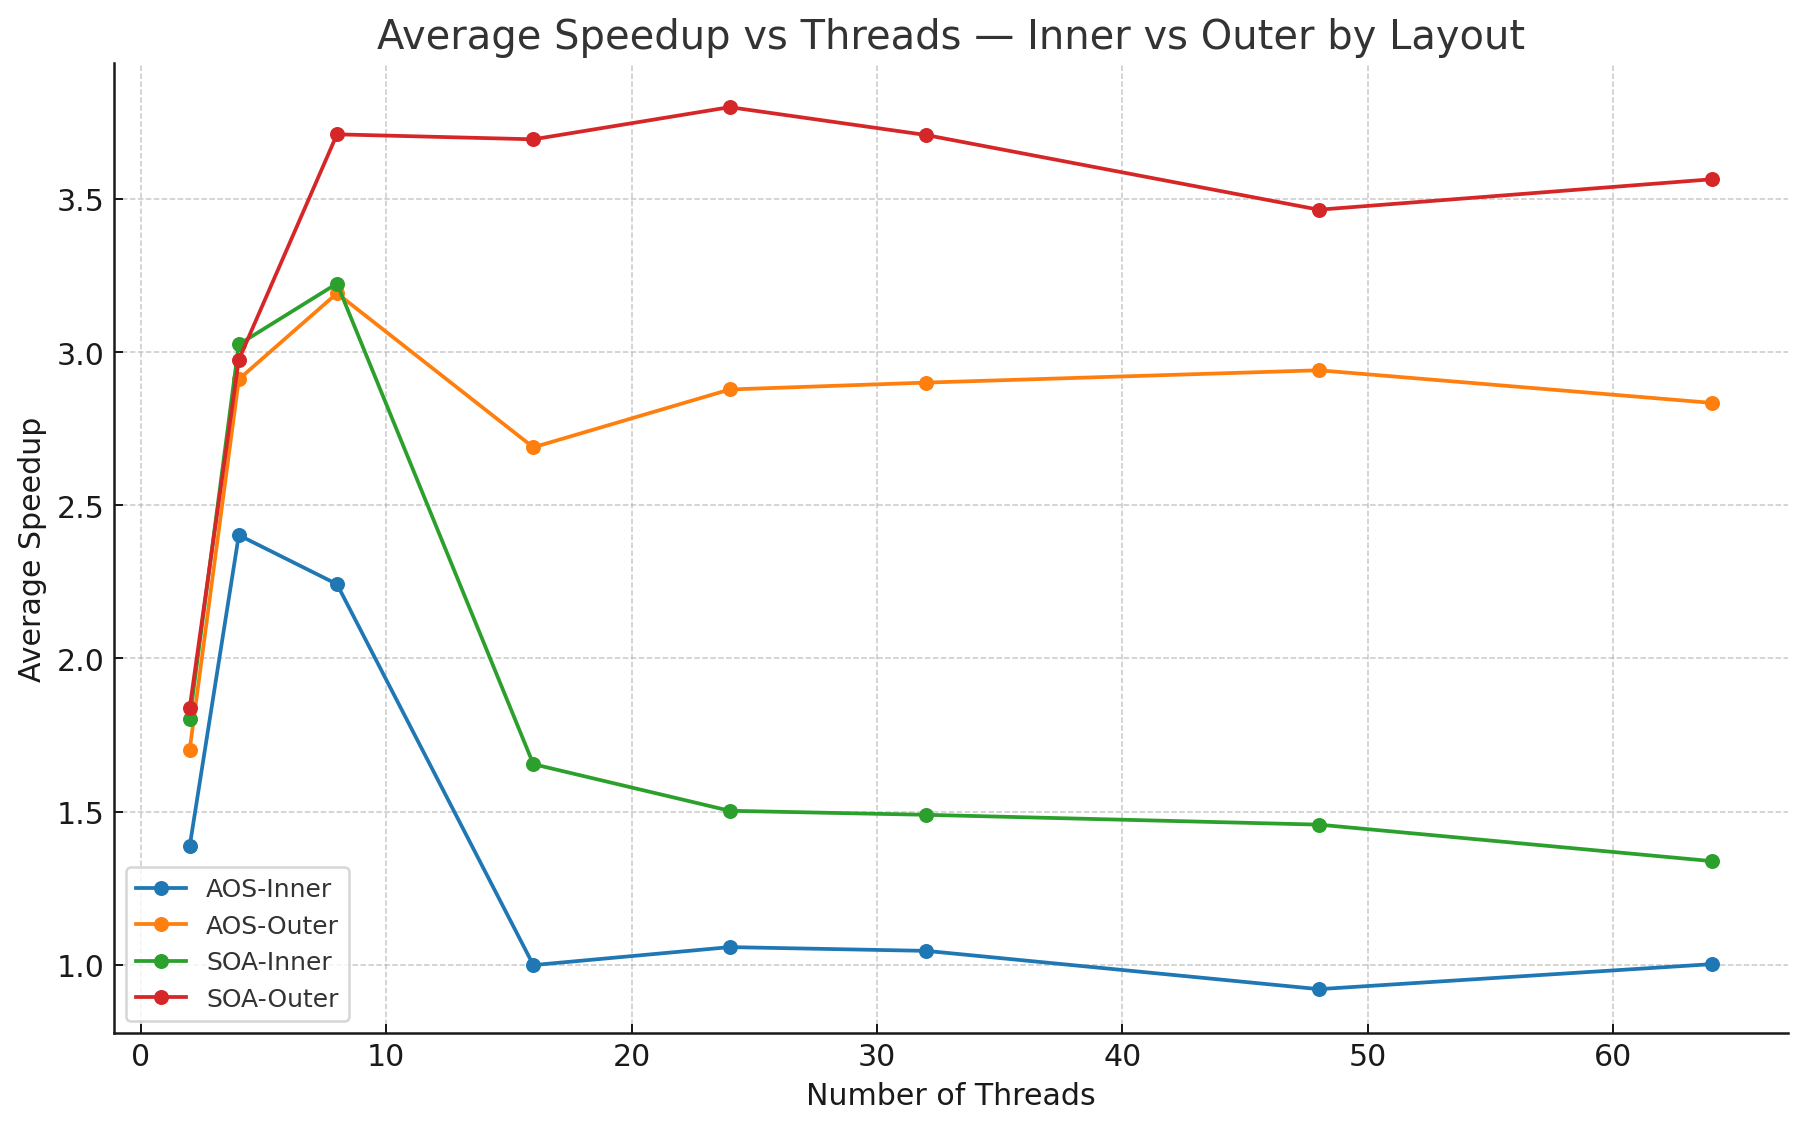 Average Speedup vs Threads — Inner vs Outer by Layout
Average Speedup
3.5
3.0
2.5
2.0
1.5
1.0
AOS-Inner
AOS-Outer
SOA-Inner
SOA-Outer
0 10 20 30 40 50 60
Number of Threads